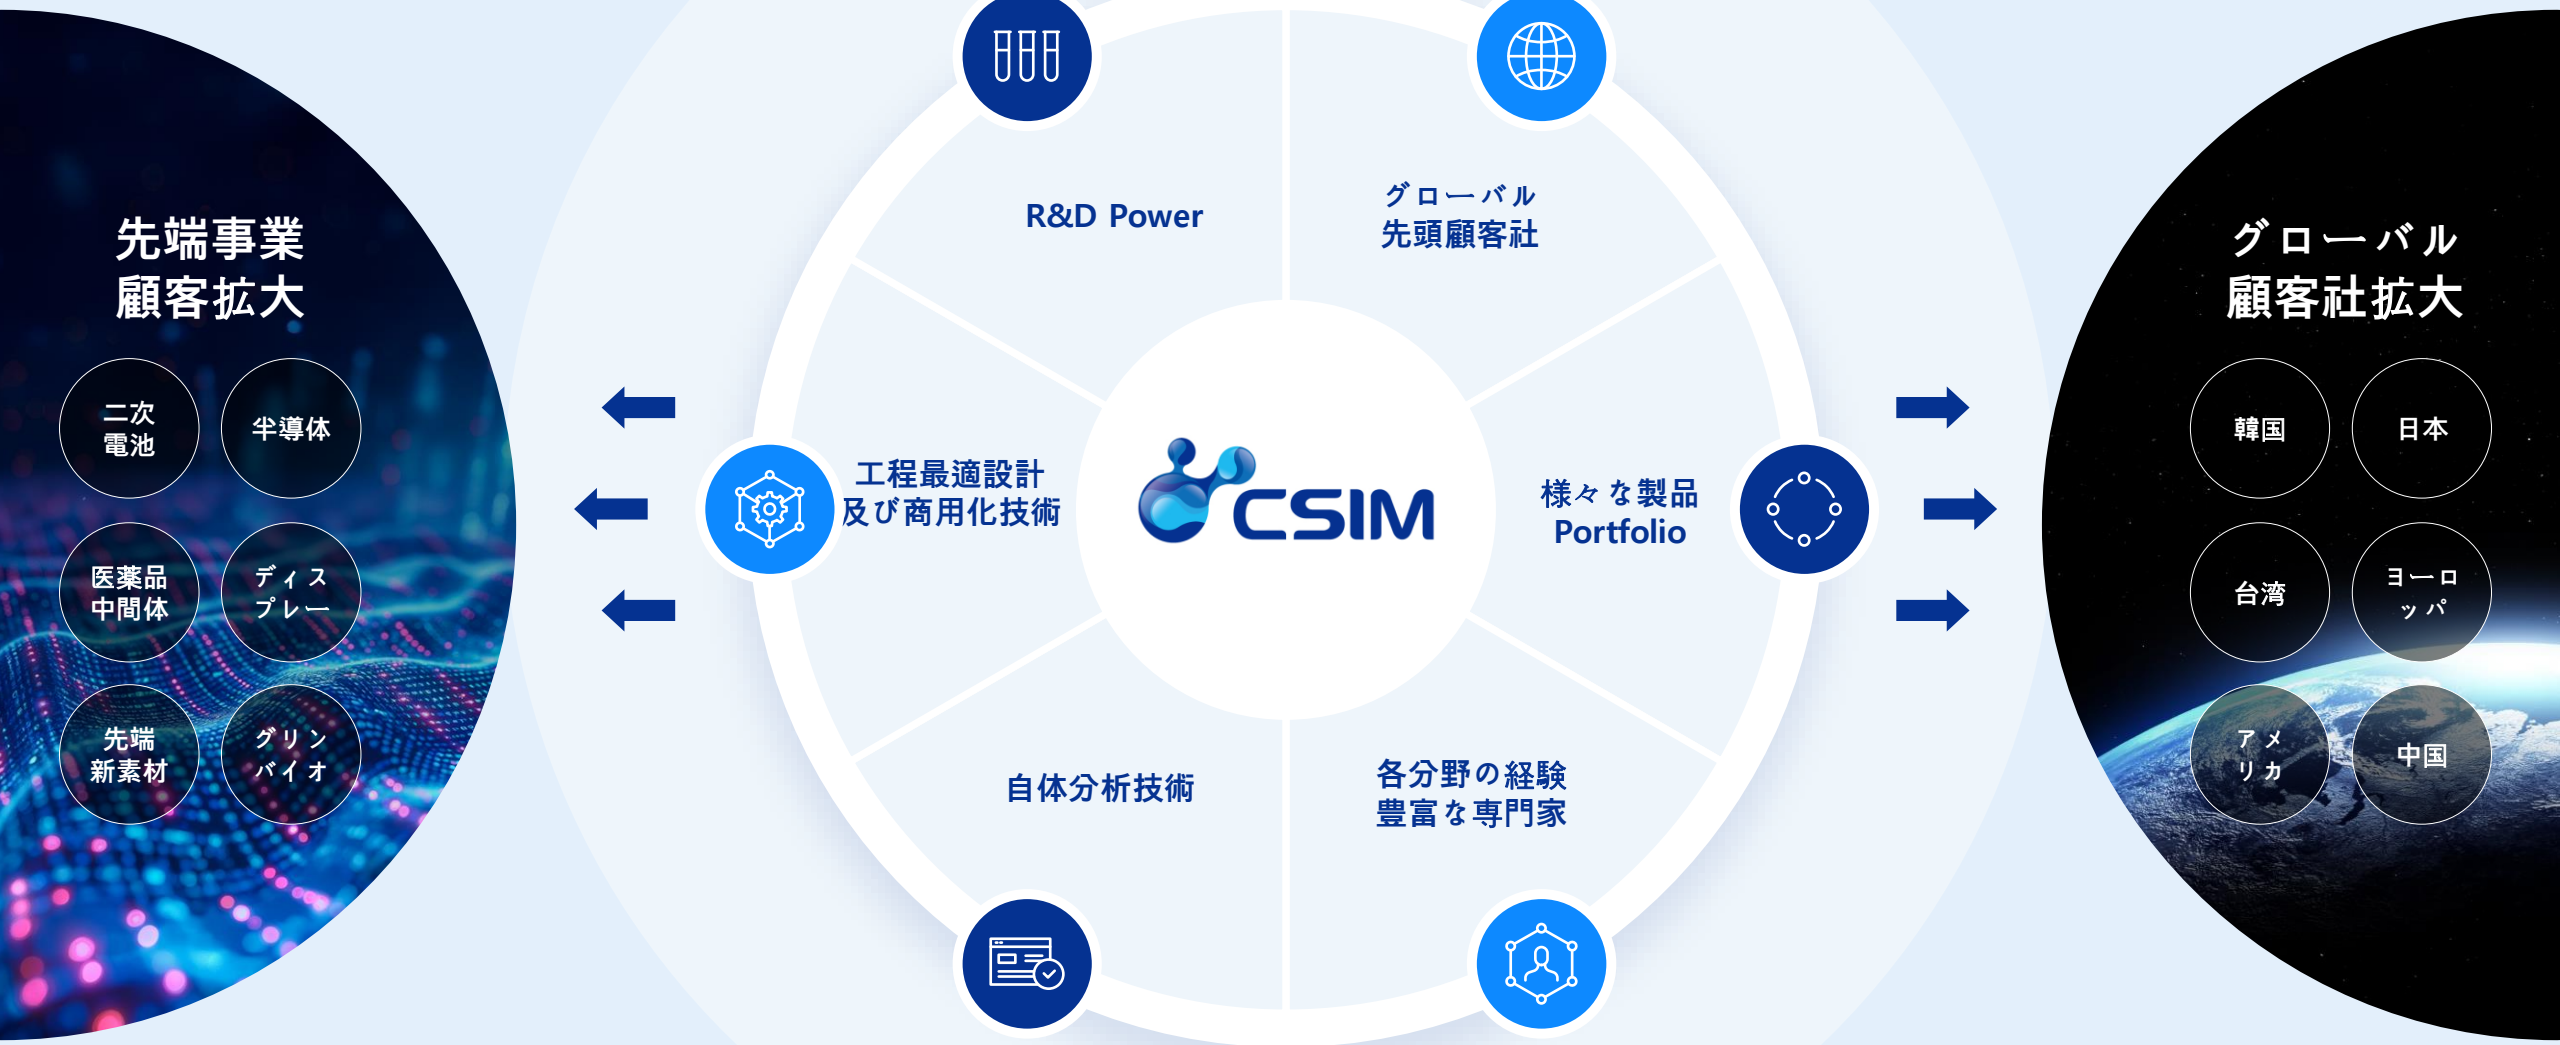 先端事業
顧客拡大
二次
電池
半導体
医薬品
中間体
ディス
プレー
先端
新素材
グリン
バイオ
R&D Power
グローバル
先頭顧客社
工程最適設計
及び商用化技術
CSIM
様々な製品
Portfolio
自体分析技術
各分野の経験
豊富な専門家
グローバル
顧客社拡大
韓国
日本
台湾
ヨーロ
ッパ
アメ
リカ
中国